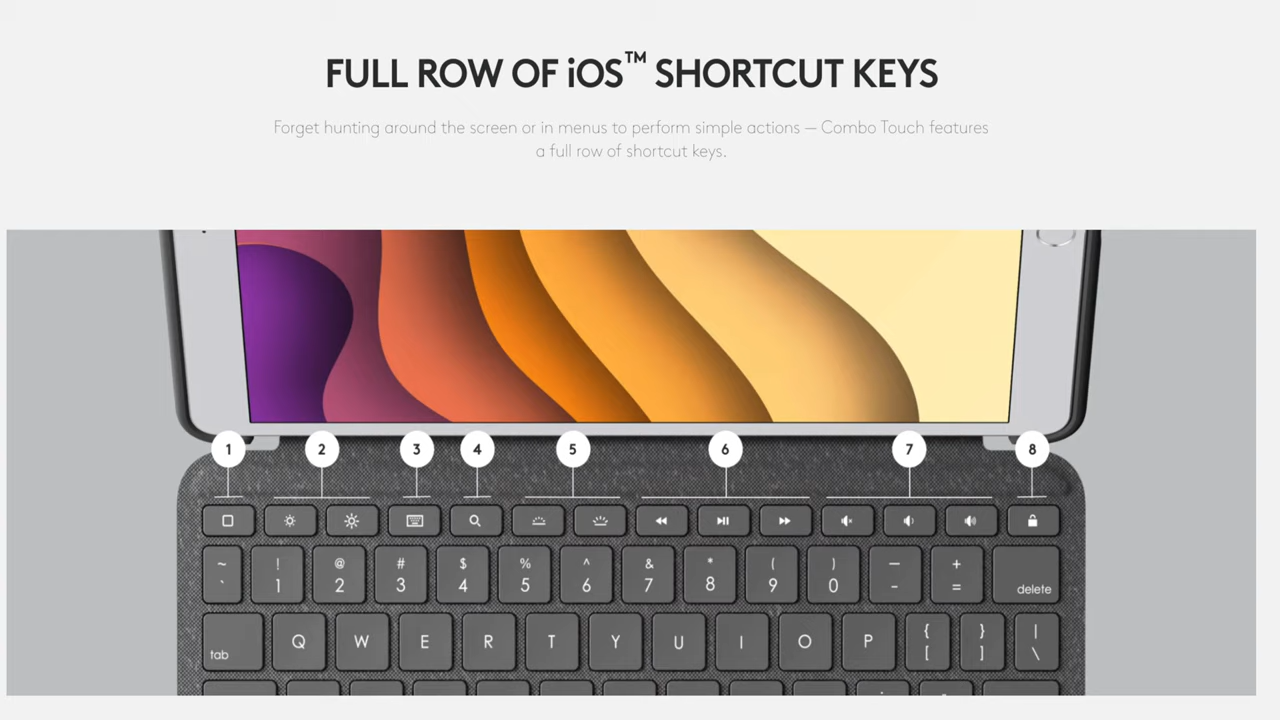 FULL ROW OF iOS™ SHORTCUT KEYS
Forget hunting around the screen or in menus to perform simple actions — Combo Touch features
a full row of shortcut keys.
1 2 3 4 5 6 7 8
~ ! @ # $ % ^ & * ( ) — +
` 1 2 3 4 5 6 7 8 9 0 - = delete
tab Q W E R T Y U I O P { } |
[ ] \